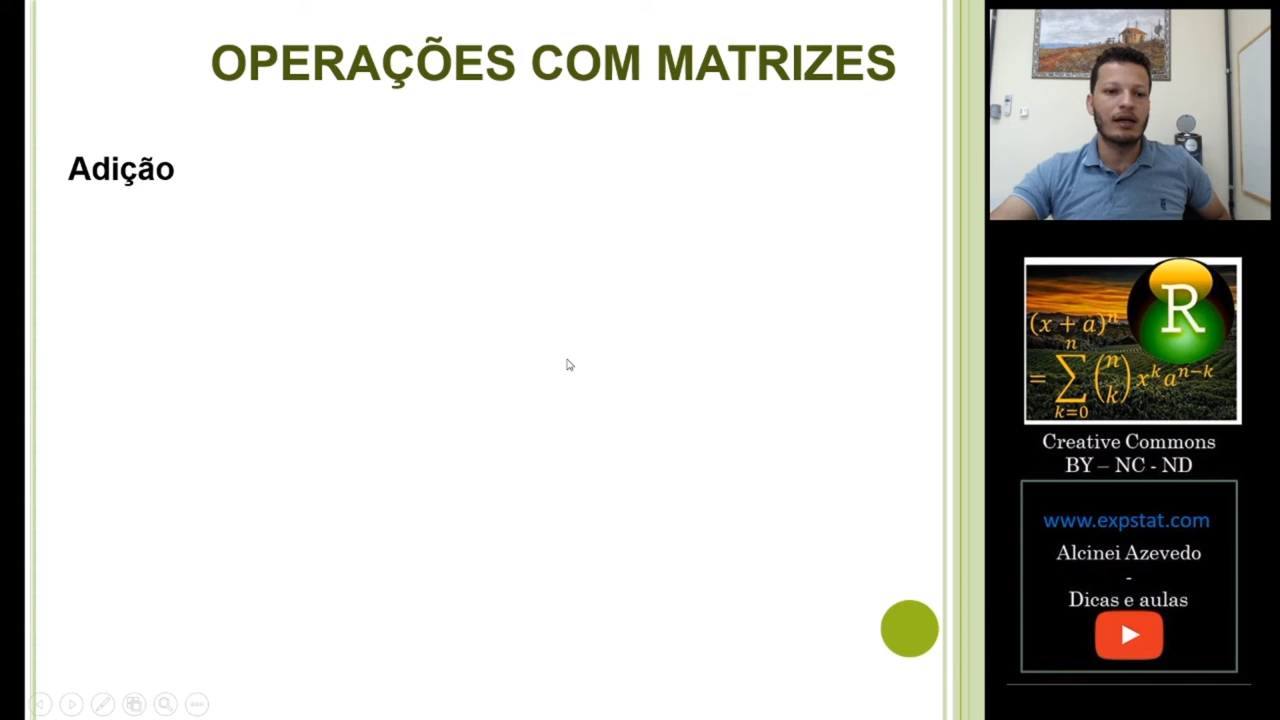 OPERAÇÕES COM MATRIZES
Adição
(x + a)^n
= ∑_{k=0}^{n} (n k) x^k a^{n-k}
R
Creative Commons
BY – NC - ND
www.expstat.com
Alcinei Azevedo
-
Dicas e aulas